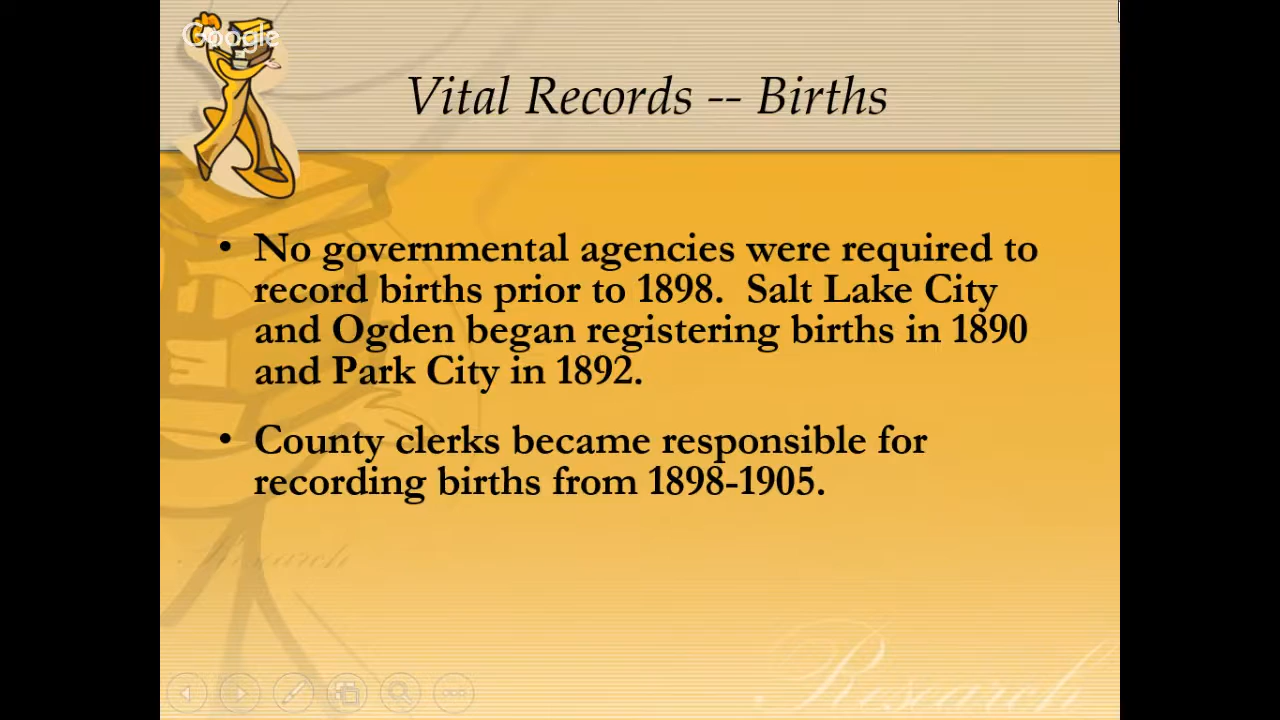 Google
Vital Records -- Births
• No governmental agencies were required to
record births prior to 1898.  Salt Lake City
and Ogden began registering births in 1890
and Park City in 1892.
• County clerks became responsible for
recording births from 1898-1905.
Research
Research